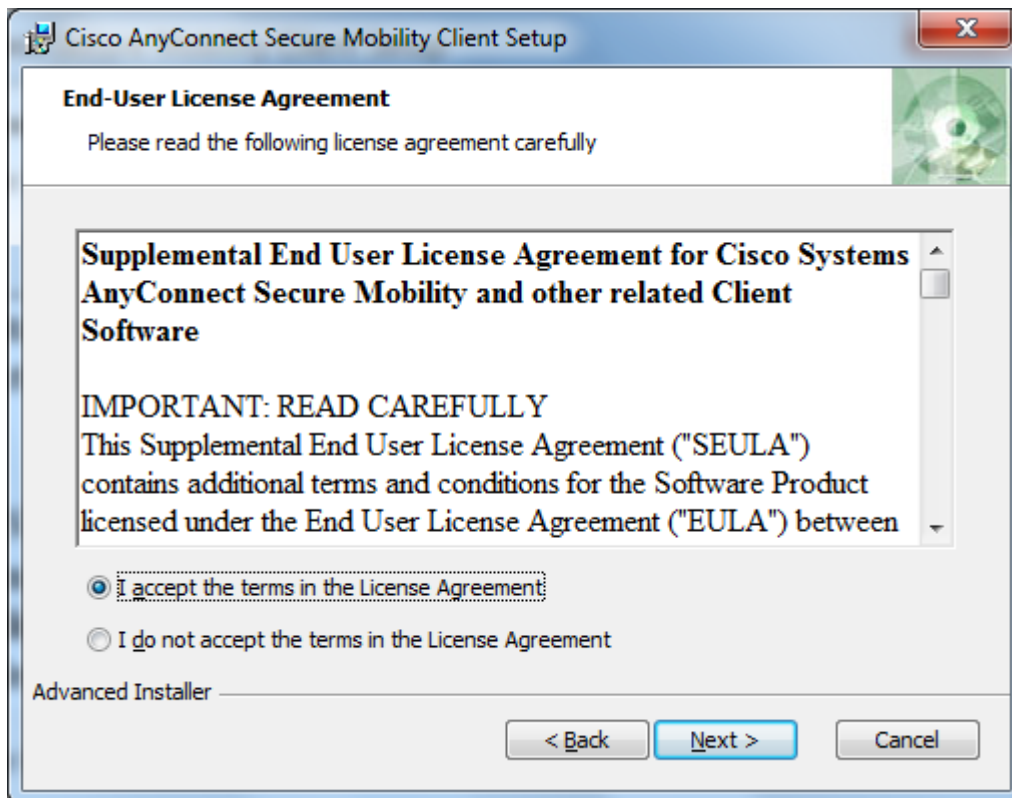 Cisco AnyConnect Secure Mobility Client Setup
End-User License Agreement
Please read the following license agreement carefully
Supplemental End User License Agreement for Cisco Systems
AnyConnect Secure Mobility and other related Client
Software
IMPORTANT: READ CAREFULLY
This Supplemental End User License Agreement ("SEULA")
contains additional terms and conditions for the Software Product
licensed under the End User License Agreement ("EULA") between
I accept the terms in the License Agreement
I do not accept the terms in the License Agreement
Advanced Installer
< Back Next > Cancel